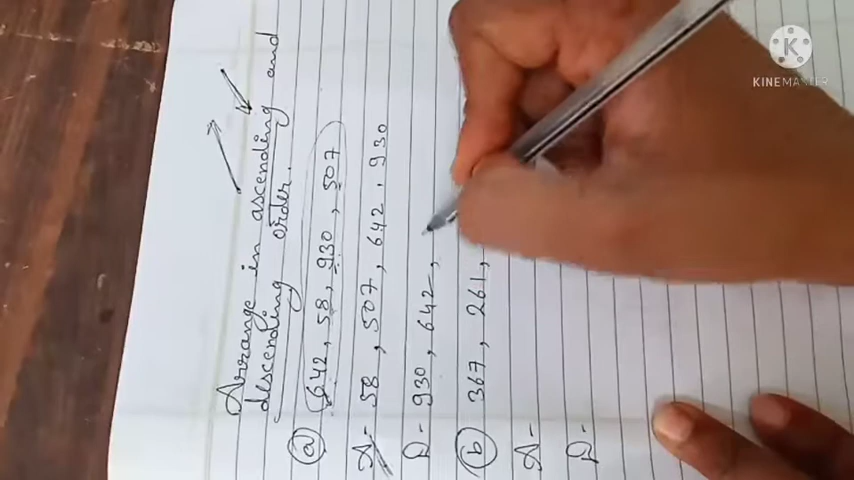 Arrange in ascending and
descending order.
(a) 642, 58, 930, 507
A- 58, 507, 642, 930
D- 930, 642,
(b) 367, 261,
A-
D-
KINEMASTER